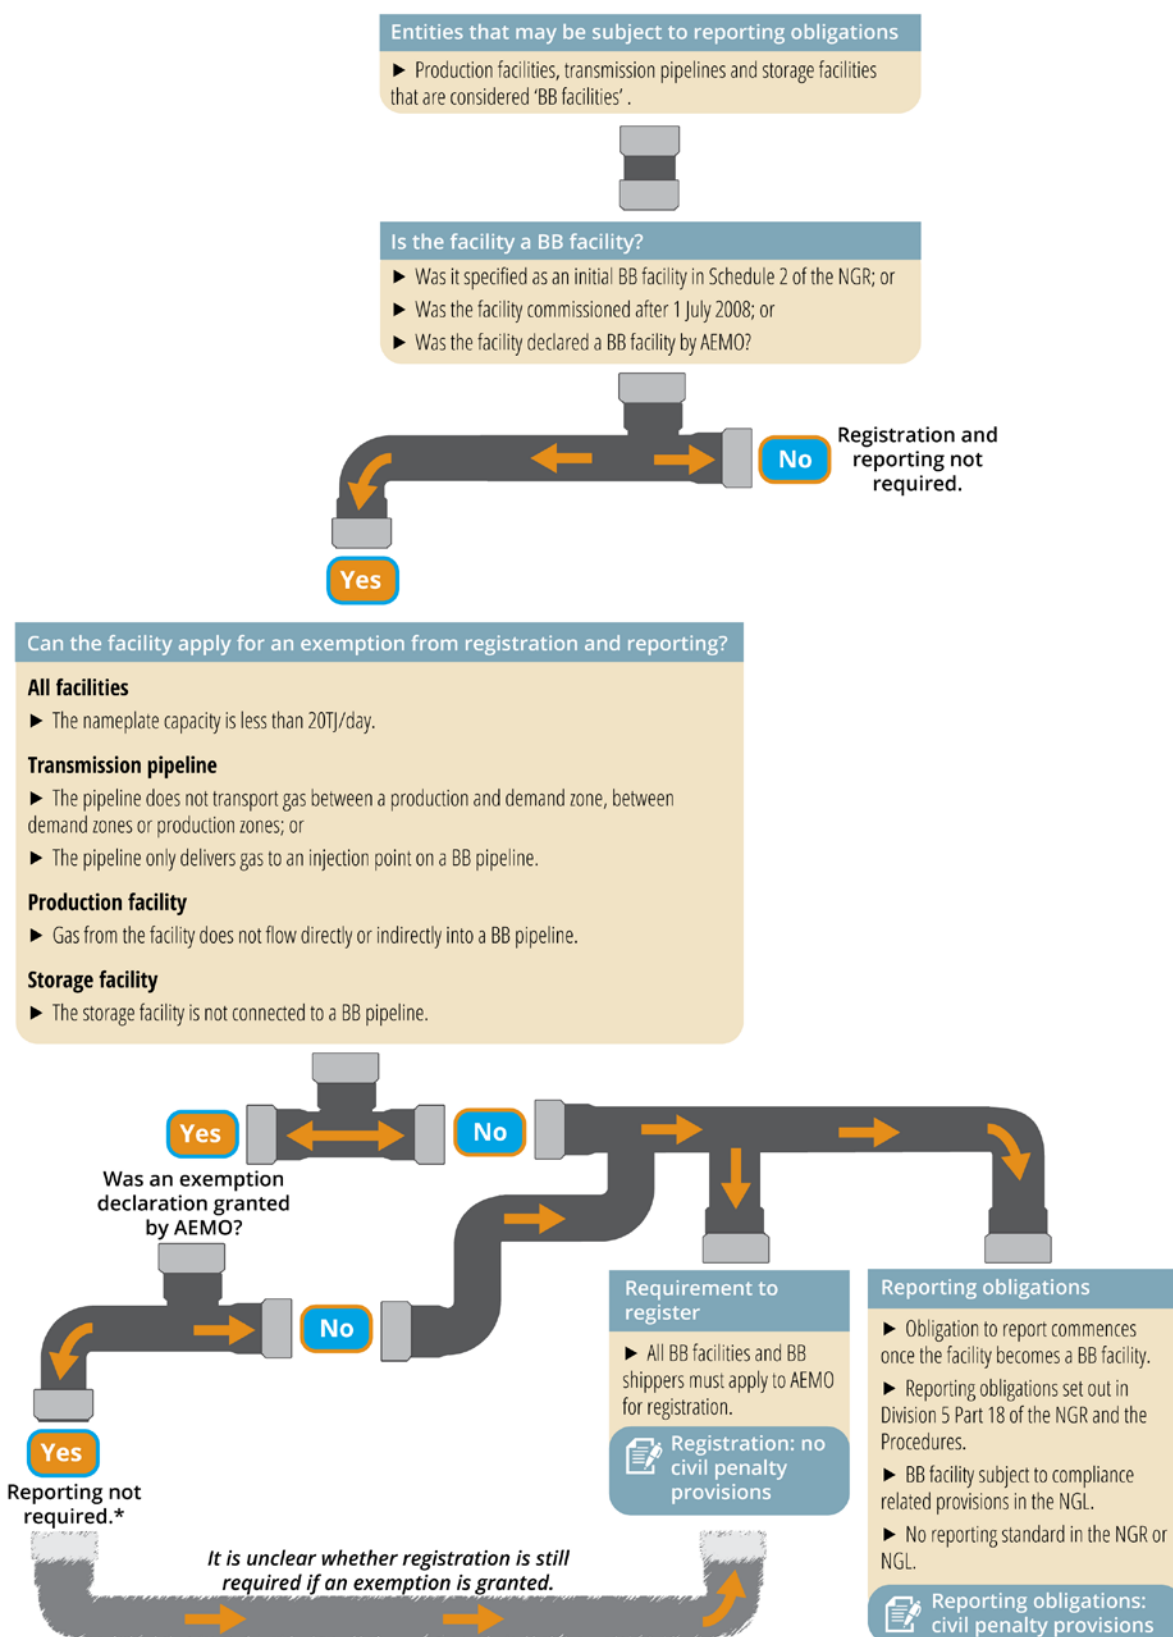 Entities that may be subject to reporting obligations
► Production facilities, transmission pipelines and storage facilities
that are considered ‘BB facilities’ .
Is the facility a BB facility?
► Was it specified as an initial BB facility in Schedule 2 of the NGR; or
► Was the facility commissioned after 1 July 2008; or
► Was the facility declared a BB facility by AEMO?
No
Registration and
reporting not
required.
Yes
Can the facility apply for an exemption from registration and reporting?
All facilities
► The nameplate capacity is less than 20TJ/day.
Transmission pipeline
► The pipeline does not transport gas between a production and demand zone, between
demand zones or production zones; or
► The pipeline only delivers gas to an injection point on a BB pipeline.
Production facility
► Gas from the facility does not flow directly or indirectly into a BB pipeline.
Storage facility
► The storage facility is not connected to a BB pipeline.
Yes
No
Was an exemption
declaration granted
by AEMO?
No
Yes
Reporting not
required.*
It is unclear whether registration is still
required if an exemption is granted.
Requirement to
register
► All BB facilities and BB
shippers must apply to AEMO
for registration.
Registration: no
civil penalty
provisions
Reporting obligations
► Obligation to report commences
once the facility becomes a BB facility.
► Reporting obligations set out in
Division 5 Part 18 of the NGR and the
Procedures.
► BB facility subject to compliance
related provisions in the NGL.
► No reporting standard in the NGR or
NGL.
Reporting obligations:
civil penalty provisions